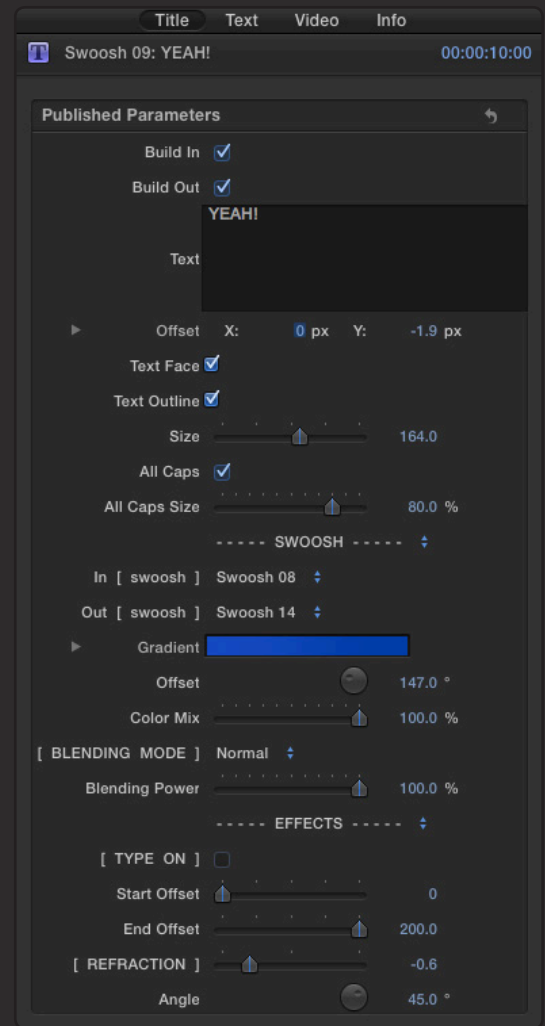 Title Text Video Info
Swoosh 09: YEAH! 00:00:10:00
Published Parameters
Build In
Build Out
YEAH!
Text
Offset X: 0 px Y: -1.9 px
Text Face
Text Outline
Size 164.0
All Caps
All Caps Size 80.0 %
- - - - - SWOOSH - - - - -
In [ swoosh ] Swoosh 08
Out [ swoosh ] Swoosh 14
Gradient
Offset 147.0 °
Color Mix 100.0 %
[ BLENDING MODE ] Normal
Blending Power 100.0 %
- - - - - EFFECTS - - - - -
[ TYPE ON ]
Start Offset 0
End Offset 200.0
[ REFRACTION ] -0.6
Angle 45.0 °